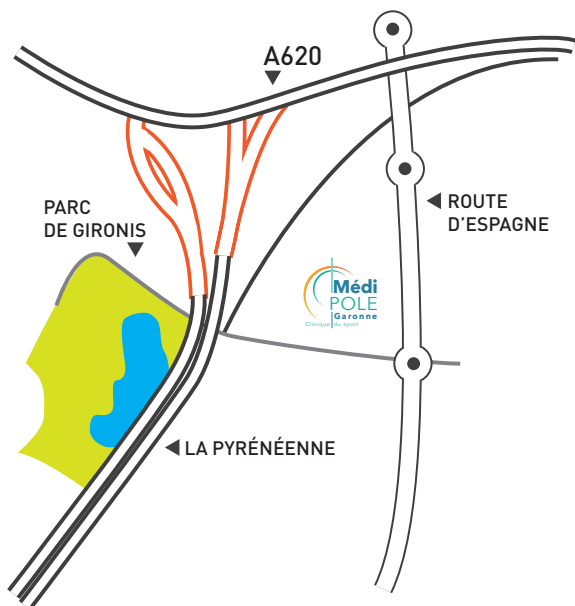 A620
PARC
DE GIRONIS
ROUTE
D'ESPAGNE
Médi
POLE
Garonne
Clinique du sport
LA PYRÉNÉENNE